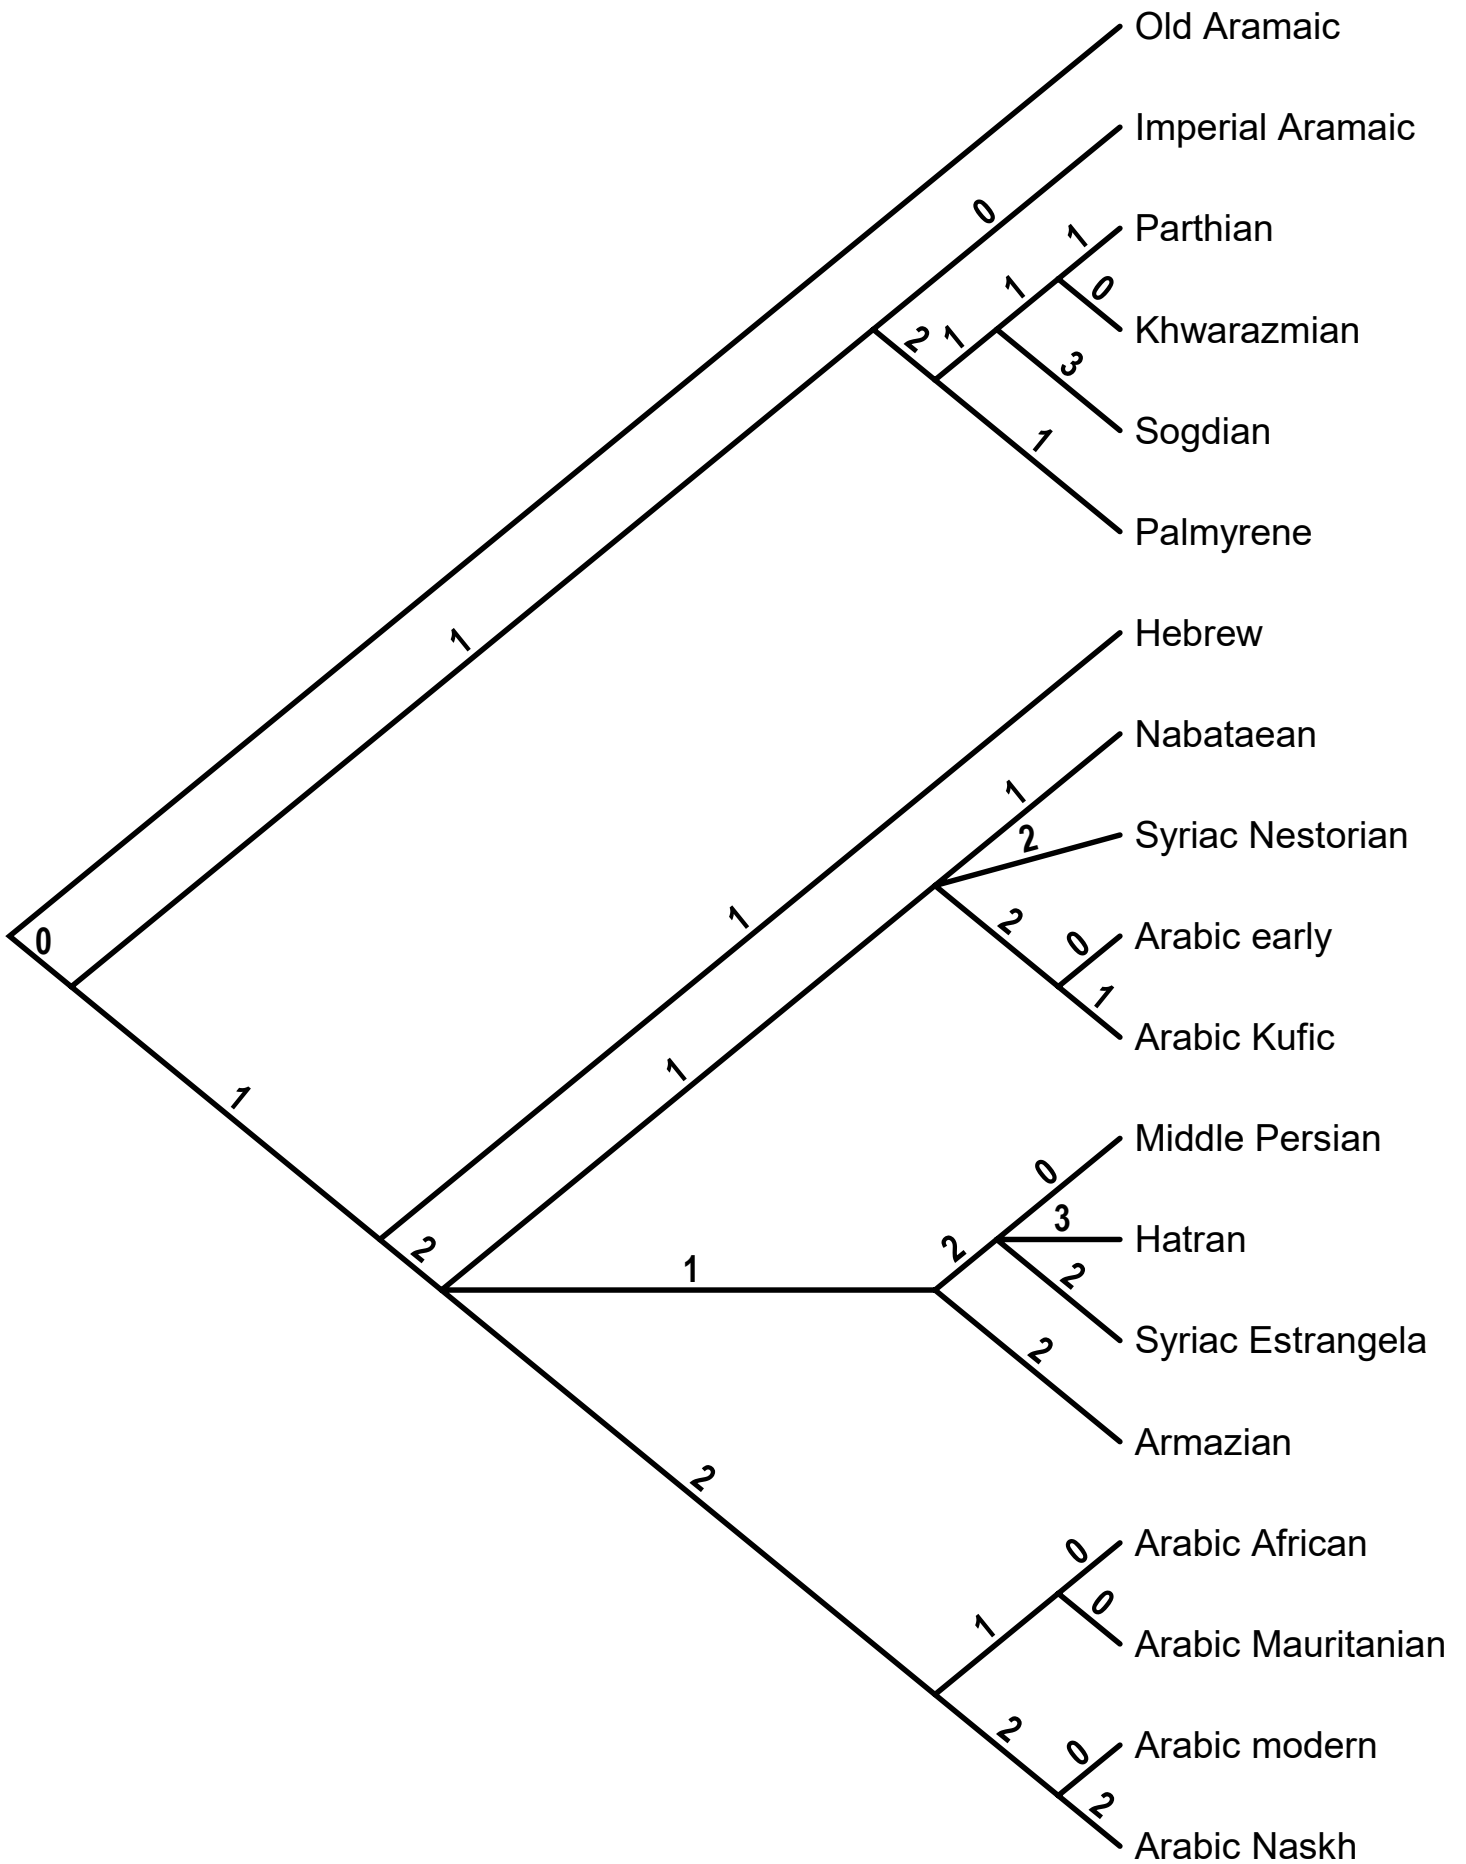 Old Aramaic
Imperial Aramaic
0
Parthian
1
1
Khwarazmian
0
2
1
3
Sogdian
1
Palmyrene
Hebrew
1
Nabataean
1
Syriac Nestorian
2
1
2
Arabic early
0
0
1
Arabic Kufic
1
1
Middle Persian
0
3
Hatran
2
2
1
2
Syriac Estrangela
2
Armazian
2
Arabic African
0
0
1
Arabic Mauritanian
2
0
Arabic modern
2
Arabic Naskh